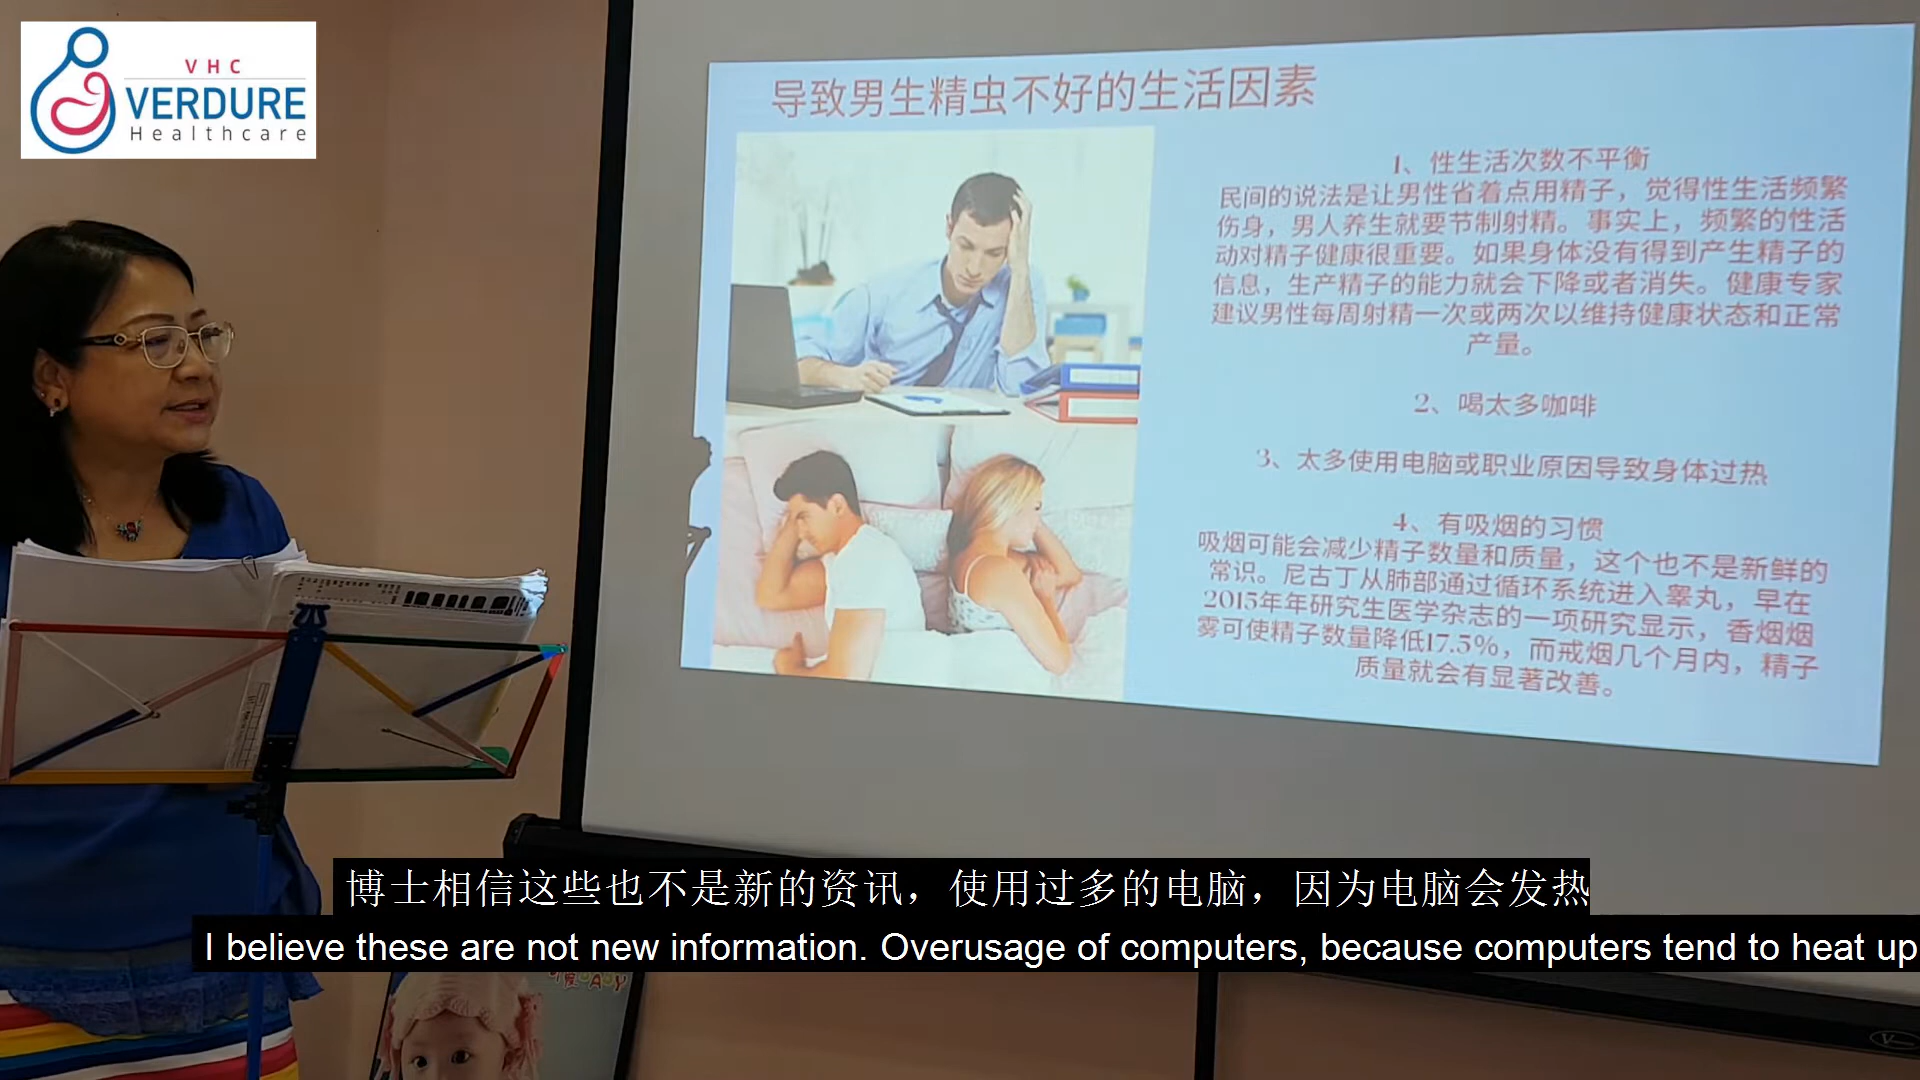 VHC
VERDURE
Healthcare
导致男生精虫不好的生活因素
1、性生活次数不平衡
民间的说法是让男性省着点用精子，觉得性生活频繁
伤身，男人养生就要节制射精。事实上，频繁的性活
动对精子健康很重要。如果身体没有得到产生精子的
信息，生产精子的能力就会下降或者消失。健康专家
建议男性每周射精一次或两次以维持健康状态和正常
产量。
2、喝太多咖啡
3、太多使用电脑或职业原因导致身体过热
4、有吸烟的习惯
吸烟可能会减少精子数量和质量，这个也不是新鲜的
常识。尼古丁从肺部通过循环系统进入睾丸，早在
2015年年研究生医学杂志的一项研究显示，香烟烟
雾可使精子数量降低17.5%，而戒烟几个月内，精子
质量就会有显著改善。
博士相信这些也不是新的资讯，使用过多的电脑，因为电脑会发热
I believe these are not new information. Overusage of computers, because computers tend to heat up